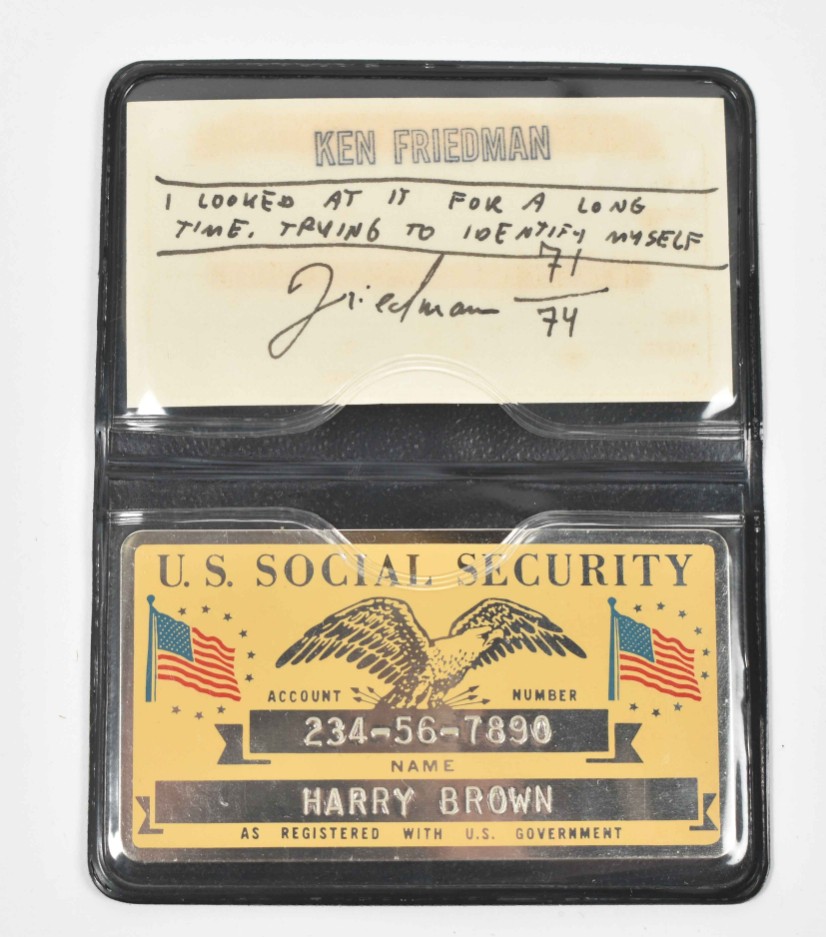 KEN FRIEDMAN
I LOOKED AT IT FOR A LONG
TIME, TRYING TO IDENTIFY MYSELF
Friedman 71/74
U.S. SOCIAL SECURITY
ACCOUNT NUMBER
234-56-7890
NAME
HARRY BROWN
AS REGISTERED WITH U.S. GOVERNMENT